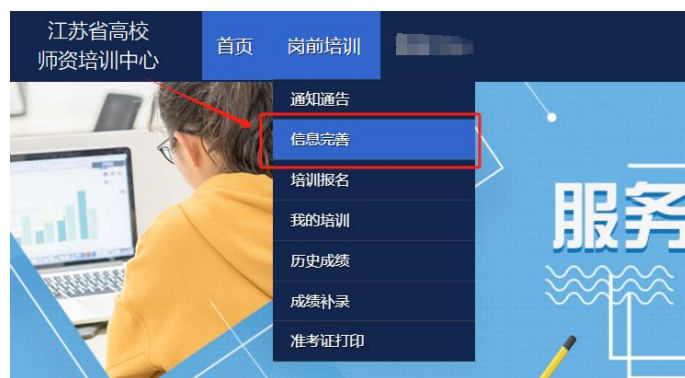 江苏省高校
师资培训中心
首页
岗前培训
通知通告
信息完善
培训报名
我的培训
历史成绩
成绩补录
准考证打印
服务